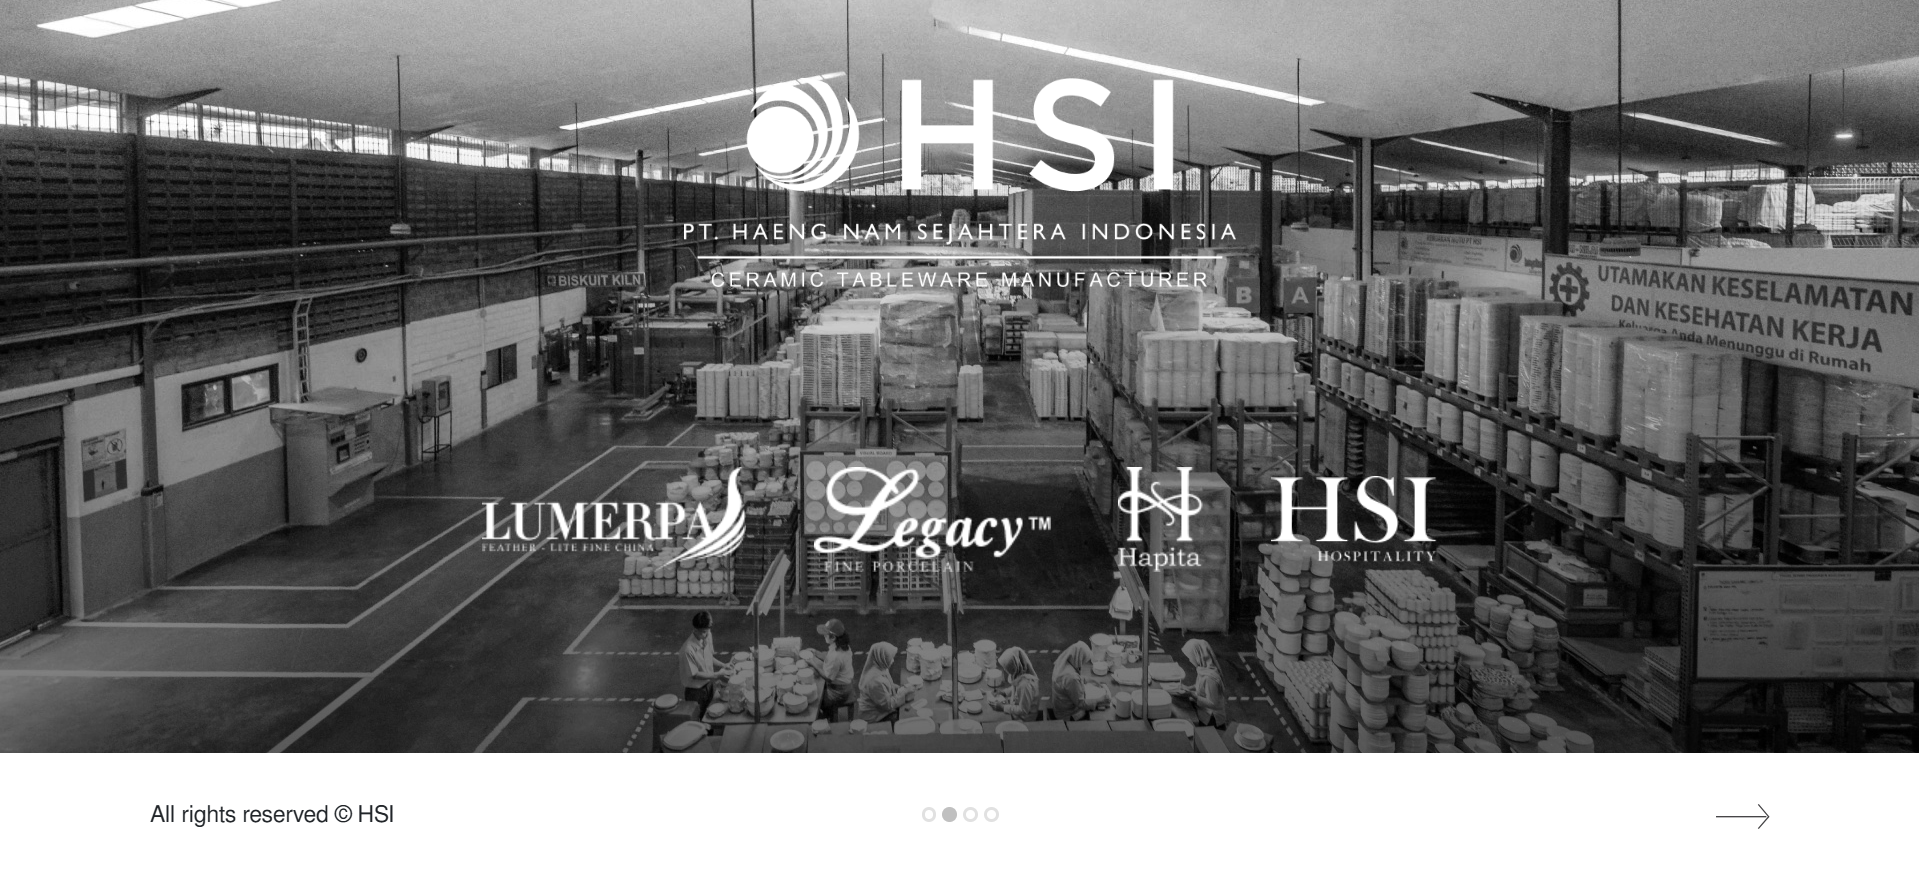 HSI
PT. HAENG NAM SEJAHTERA INDONESIA
CERAMIC TABLEWARE MANUFACTURER
BISKUIT KILN
B
A
UTAMAKAN KESELAMATAN
DAN KESEHATAN KERJA
Keluarga Anda Menunggu di Rumah
LUMERPA
FEATHER - LITE FINE CHINA
Legacy™
FINE PORCELAIN
H
Hapita
HSI
HOSPITALITY
All rights reserved © HSI